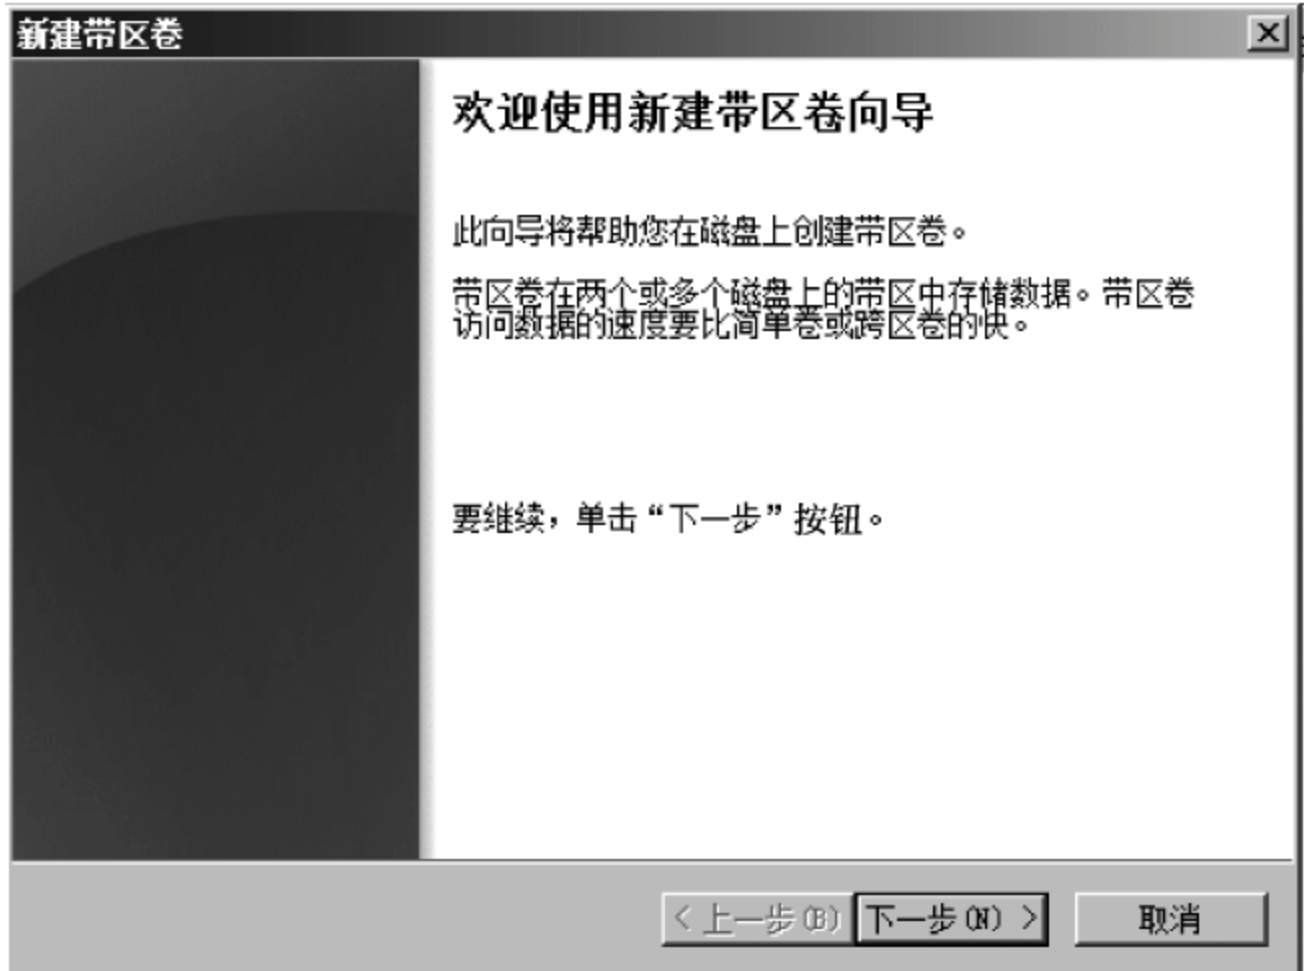 新建带区卷
欢迎使用新建带区卷向导
此向导将帮助您在磁盘上创建带区卷。
带区卷在两个或多个磁盘上的带区中存储数据。带区卷
访问数据的速度要比简单卷或跨区卷的快。
要继续，单击“下一步”按钮。
< 上一步(B) 下一步(N) > 取消